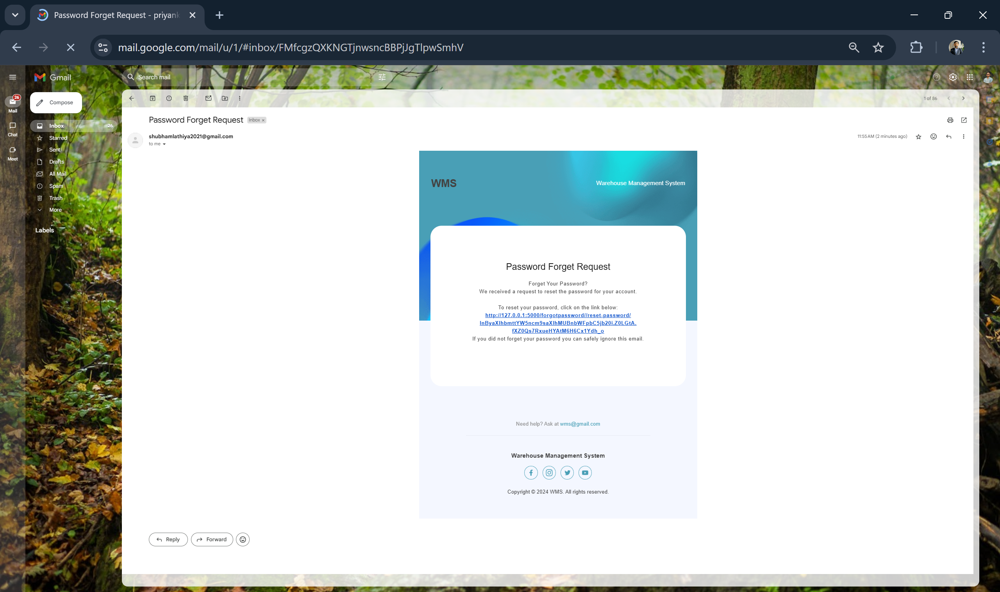 Password Forget Request - priyank
mail.google.com/mail/u/1/#inbox/FMfcgzQXKNGTjnwsncBBPjJgTlpwSmhV
Gmail
Search mail
26
Mail
Chat
Meet
Compose
Inbox 26
Starred
Sent
Drafts
All Mail
Spam
Trash
More
Labels
1 of 86
Password Forget Request Inbox x
shubhamlathiya2021@gmail.com 11:55 AM (2 minutes ago)
to me
WMS Warehouse Management System
Password Forget Request
Forget Your Password?
We received a request to reset the password for your account.
To reset your password, click on the link below:
http://127.0.0.1:5000/forgotpassword//reset-password/
InByaXlhbmttYW5ncm9saXlhMUBnbWFpbC5jb20i.Z0LGtA.
fXZ0Qs7RxueHYAtM6H6Cx1Ydh_o
If you did not forget your password you can safely ignore this email.
Need help? Ask at wms@gmail.com
Warehouse Management System
Copyright © 2024 WMS. All rights reserved.
Reply Forward